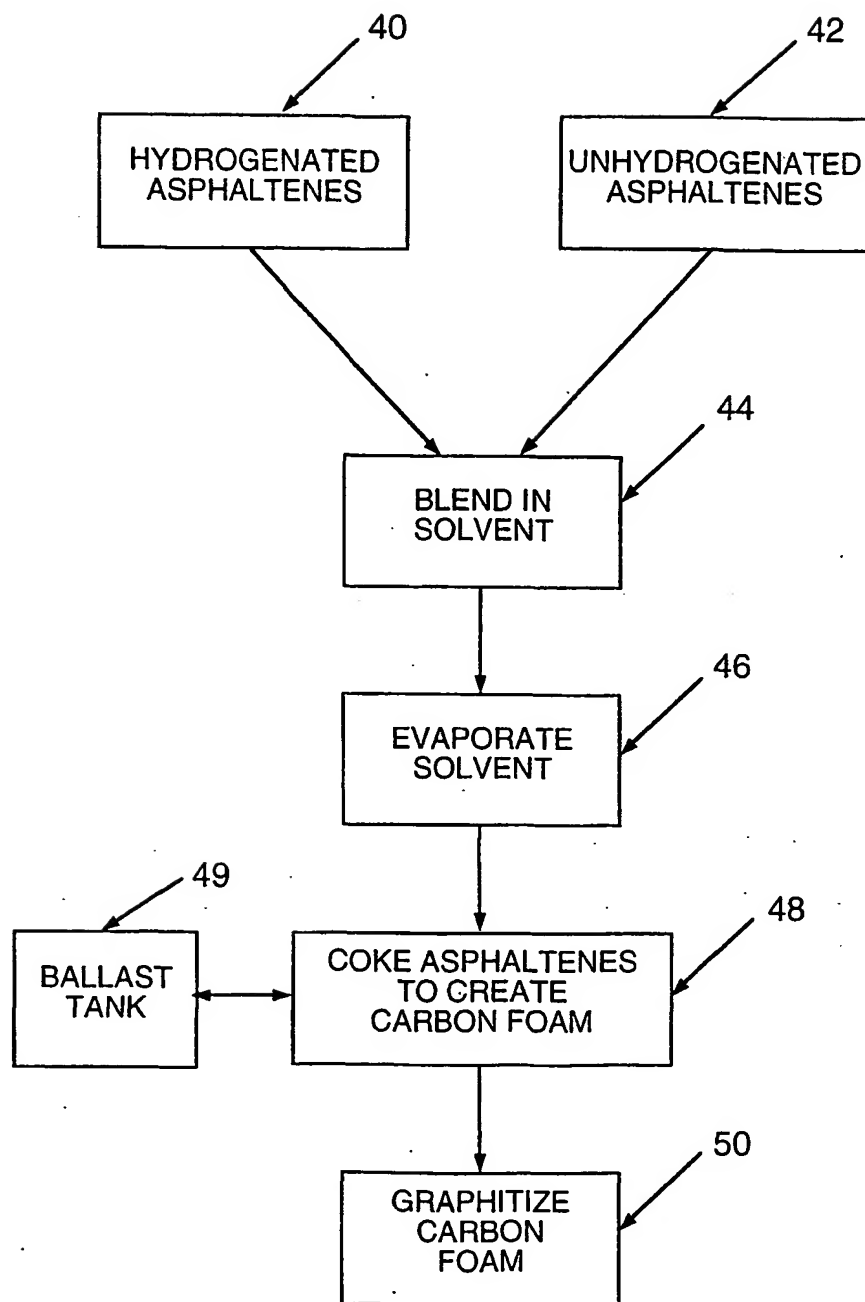 40
42
HYDROGENATED
ASPHALTENES
UNHYDROGENATED
ASPHALTENES
44
BLEND IN
SOLVENT
46
EVAPORATE
SOLVENT
49
48
BALLAST
TANK
COKE ASPHALTENES
TO CREATE
CARBON FOAM
50
GRAPHITIZE
CARBON
FOAM